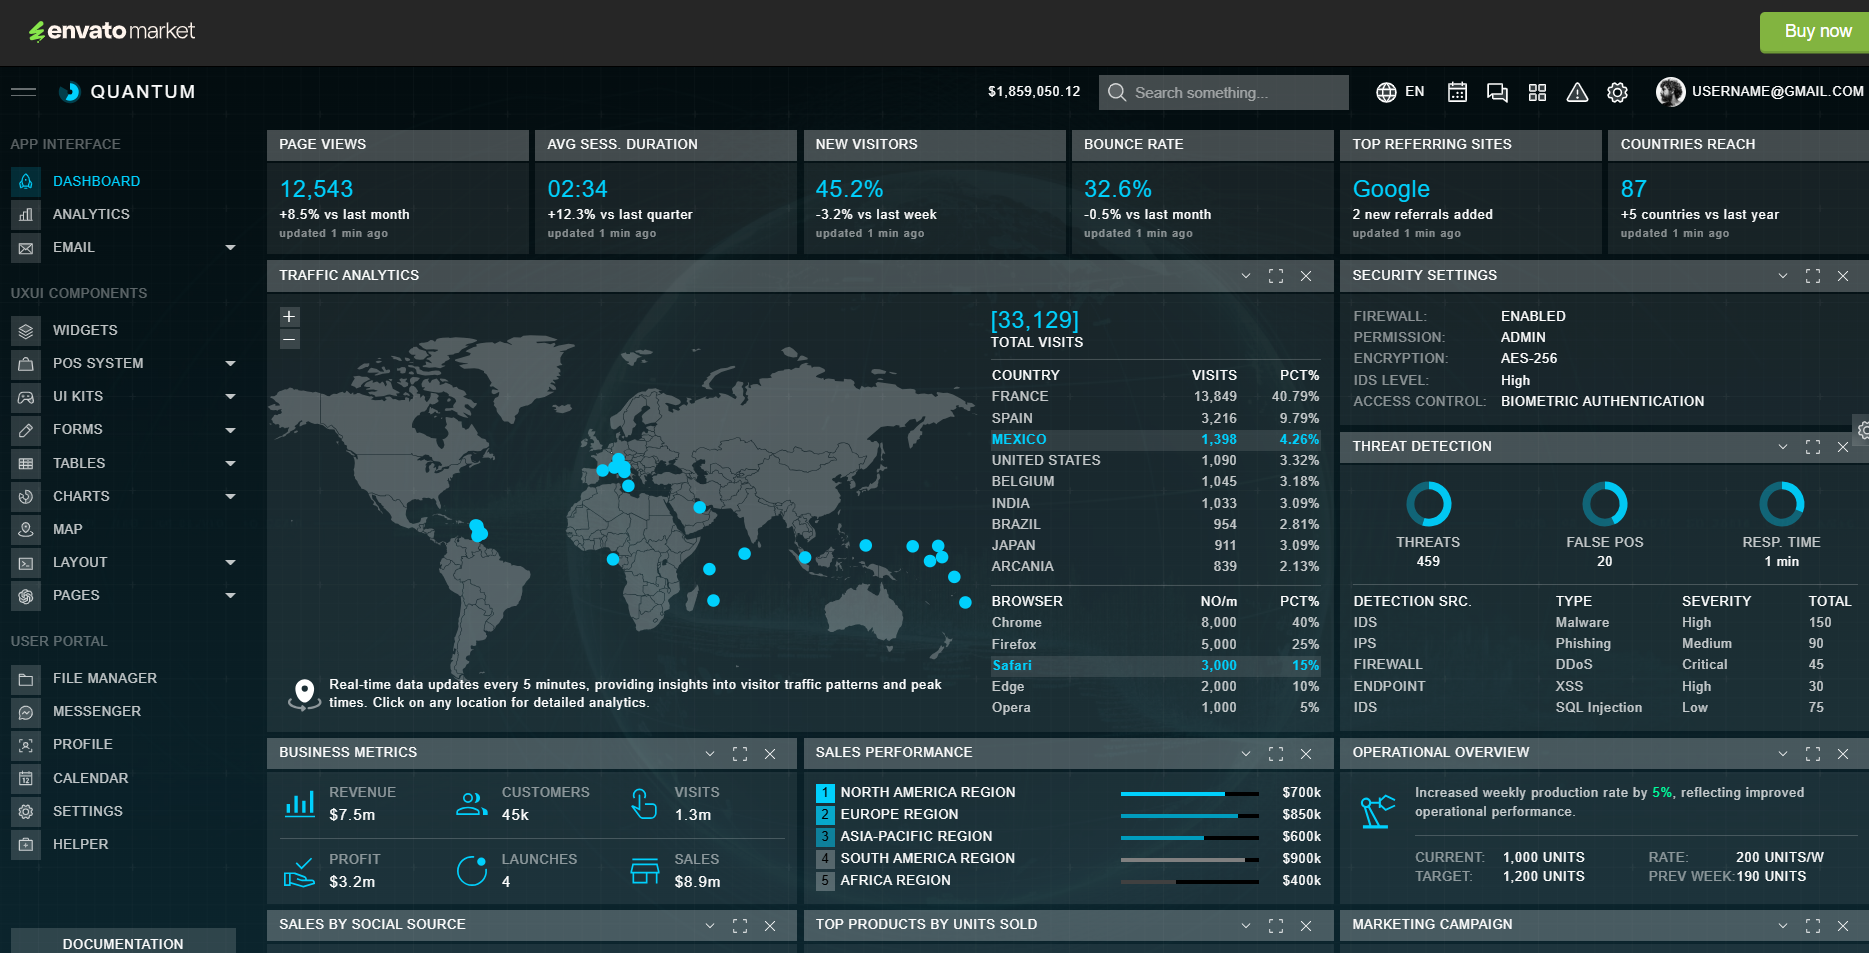 envato market
Buy now
QUANTUM
$1,859,050.12
Search something...
EN
USERNAME@GMAIL.COM
APP INTERFACE
DASHBOARD
ANALYTICS
EMAIL
UXUI COMPONENTS
WIDGETS
POS SYSTEM
UI KITS
FORMS
TABLES
CHARTS
MAP
LAYOUT
PAGES
USER PORTAL
FILE MANAGER
MESSENGER
PROFILE
CALENDAR
SETTINGS
HELPER
DOCUMENTATION
PAGE VIEWS
12,543
+8.5% vs last month
updated 1 min ago
AVG SESS. DURATION
02:34
+12.3% vs last quarter
updated 1 min ago
NEW VISITORS
45.2%
-3.2% vs last week
updated 1 min ago
BOUNCE RATE
32.6%
-0.5% vs last month
updated 1 min ago
TOP REFERRING SITES
Google
2 new referrals added
updated 1 min ago
COUNTRIES REACH
87
+5 countries vs last year
updated 1 min ago
TRAFFIC ANALYTICS
+
−
Real-time data updates every 5 minutes, providing insights into visitor traffic patterns and peak
times. Click on any location for detailed analytics.
[33,129]
TOTAL VISITS
COUNTRY VISITS PCT%
FRANCE 13,849 40.79%
SPAIN 3,216 9.79%
MEXICO 1,398 4.26%
UNITED STATES 1,090 3.32%
BELGIUM 1,045 3.18%
INDIA 1,033 3.09%
BRAZIL 954 2.81%
JAPAN 911 3.09%
ARCANIA 839 2.13%
BROWSER NO/m PCT%
Chrome 8,000 40%
Firefox 5,000 25%
Safari 3,000 15%
Edge 2,000 10%
Opera 1,000 5%
SECURITY SETTINGS
FIREWALL: ENABLED
PERMISSION: ADMIN
ENCRYPTION: AES-256
IDS LEVEL: High
ACCESS CONTROL: BIOMETRIC AUTHENTICATION
THREAT DETECTION
THREATS
459
FALSE POS
20
RESP. TIME
1 min
DETECTION SRC. TYPE SEVERITY TOTAL
IDS Malware High 150
IPS Phishing Medium 90
FIREWALL DDoS Critical 45
ENDPOINT XSS High 30
IDS SQL Injection Low 75
BUSINESS METRICS
REVENUE
$7.5m
CUSTOMERS
45k
VISITS
1.3m
PROFIT
$3.2m
LAUNCHES
4
SALES
$8.9m
SALES PERFORMANCE
1 NORTH AMERICA REGION $700k
2 EUROPE REGION $850k
3 ASIA-PACIFIC REGION $600k
4 SOUTH AMERICA REGION $900k
5 AFRICA REGION $400k
OPERATIONAL OVERVIEW
Increased weekly production rate by 5%, reflecting improved
operational performance.
CURRENT: 1,000 UNITS RATE: 200 UNITS/W
TARGET: 1,200 UNITS PREV WEEK: 190 UNITS
SALES BY SOCIAL SOURCE
TOP PRODUCTS BY UNITS SOLD
MARKETING CAMPAIGN